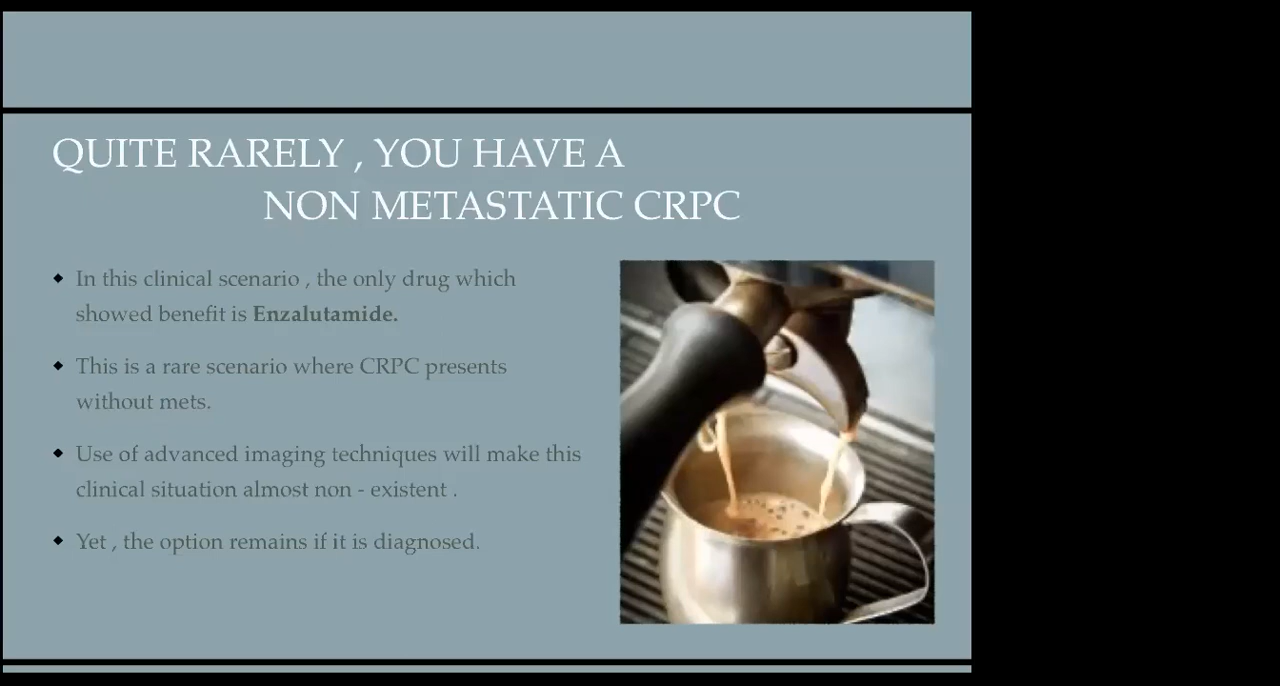 QUITE RARELY , YOU HAVE A
NON METASTATIC CRPC
In this clinical scenario , the only drug which
showed benefit is Enzalutamide.
This is a rare scenario where CRPC presents
without mets.
Use of advanced imaging techniques will make this
clinical situation almost non - existent .
Yet , the option remains if it is diagnosed.